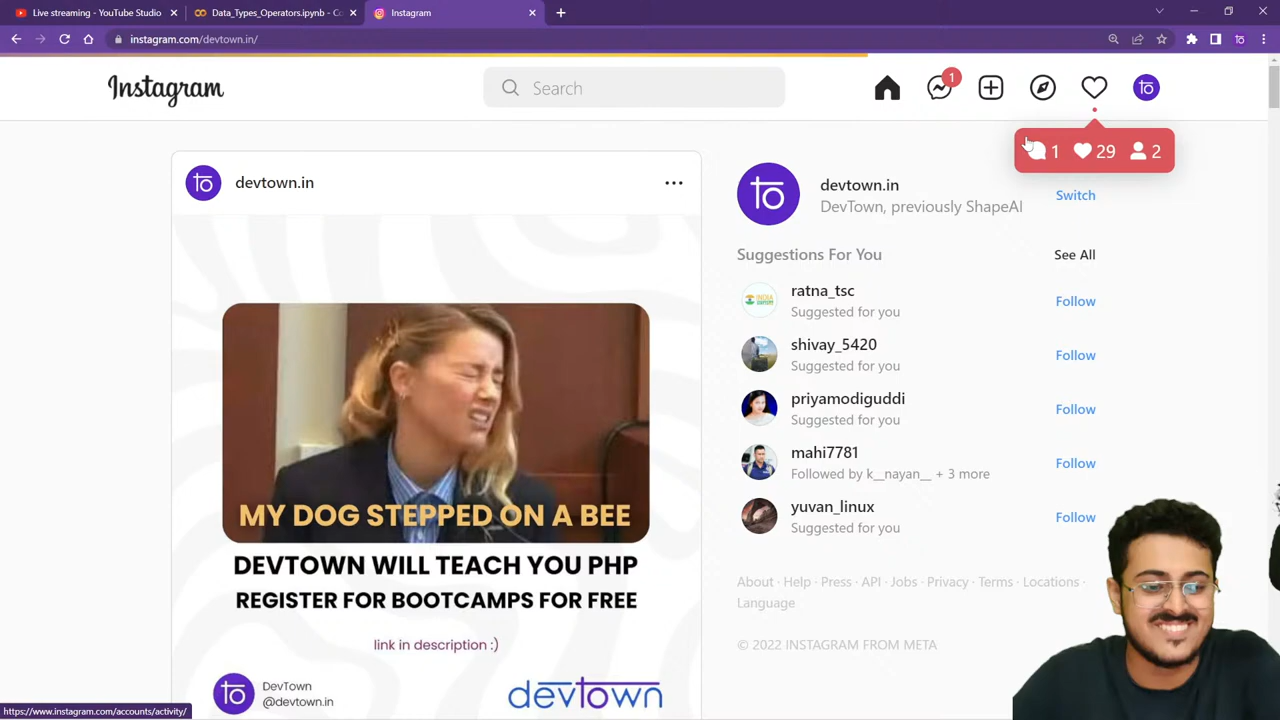 Live streaming - YouTube Studio
Data_Types_Operators.ipynb - Co
Instagram
instagram.com/devtown.in/
Instagram
Search
1
1 29 2
devtown.in
devtown.in
DevTown, previously ShapeAI
Switch
Suggestions For You
See All
ratna_tsc
Suggested for you
Follow
shivay_5420
Suggested for you
Follow
priyamodiguddi
Suggested for you
Follow
mahi7781
Followed by k__nayan__ + 3 more
Follow
yuvan_linux
Suggested for you
Follow
MY DOG STEPPED ON A BEE
DEVTOWN WILL TEACH YOU PHP
REGISTER FOR BOOTCAMPS FOR FREE
link in description :)
DevTown
@devtown.in
devtown
About · Help · Press · API · Jobs · Privacy · Terms · Locations ·
Language
© 2022 INSTAGRAM FROM META
https://www.instagram.com/accounts/activity/